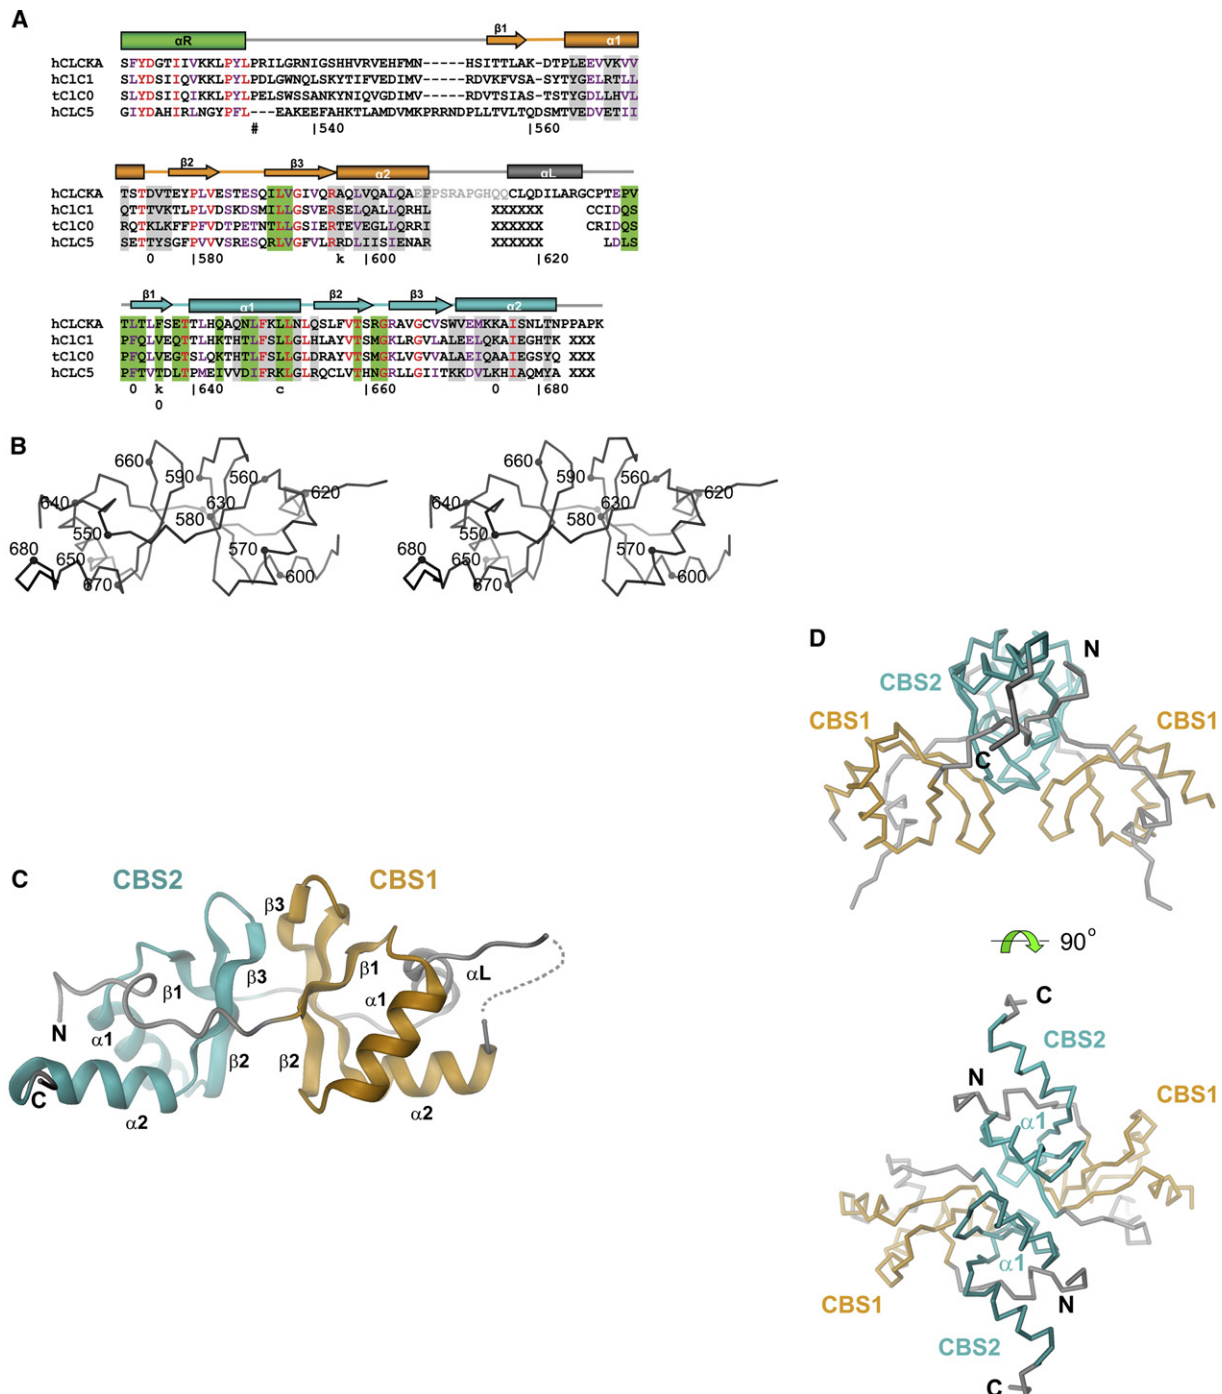 A
αR β1 α1
hCLCKA SFYDGTIIVKKLPYLPRILGRNIGSHHVRVEHFMN-----HSITTLAK-DTPLEEVVKVV
hClC1 SLYDSIIQVKKLPYLPDLGWNQLSKYTIFVEDIMV-----RDVKFVSA-STYGELRTLL
tClC0 SLYDSIIQIKKLPYLPELSWSSANKYNIQVGDIMV-----RDVTSIAS-STYGDLLHVL
hCLC5 GIYDAHIRLNGYPFL---EAKEEFAHKTLAMDVMKPRRNDPLLTVLTQDSMTVEDVETII
# |540 |560
β2 β3 α2 αL
hCLCKA TSTDVTEYPLVESTESQILVGIVQRAQLVQALQAEPPSRAPGHQQCLQDILARGCPTEPV
hClC1 QTTTVKTLPLVDSKDSMILLGSVERSELQALLQRHL XXXXXX CCIDQS
tClC0 RQTKLKFFPFVDTPETNTLLGSIERTEVEGLLQRRI XXXXXX CRIDQS
hCLC5 SETTYSGFPVVVSRESQRLVGFVLRRDLIISIENAR XXXXXX LDLS
0 |580 k |600 |620
β1 α1 β2 β3 α2
hCLCKA TLTLFSETTLHQAQNLFKLLNLQSLFVTSRGRAVGCVSWVEMKKAISNLTNPPAPK
hClC1 PFQLVEQTTLHKTHTLFSLLGLHLAYVTSMGKLRGVLALEELQKAIEGHTK XXX
tClC0 PFQLVEGTSLQKTHTLFSLLGLDRAYVTSMGKLVGVVALAEIQAAIEGSYQ XXX
hCLC5 PFTVTDLTPMEIVVDIFRKLGLRQCLVTHNGRLLGIITKKDVLKHIAQMYA XXX
0 k |640 c |660 0 |680
0
B
660 590 560 620 640 630 580 550 570 680 650 600 670
660 590 560 620 640 630 580 550 570 680 650 600 670
D
N
CBS2
CBS1 CBS1
C
90°
C
CBS2
N
CBS1
α1
α1
CBS1
N
CBS2
C
C
CBS2 CBS1
β3
β3 β1 αL
β1 α1
N α1
β2 β2
C
α2 α2